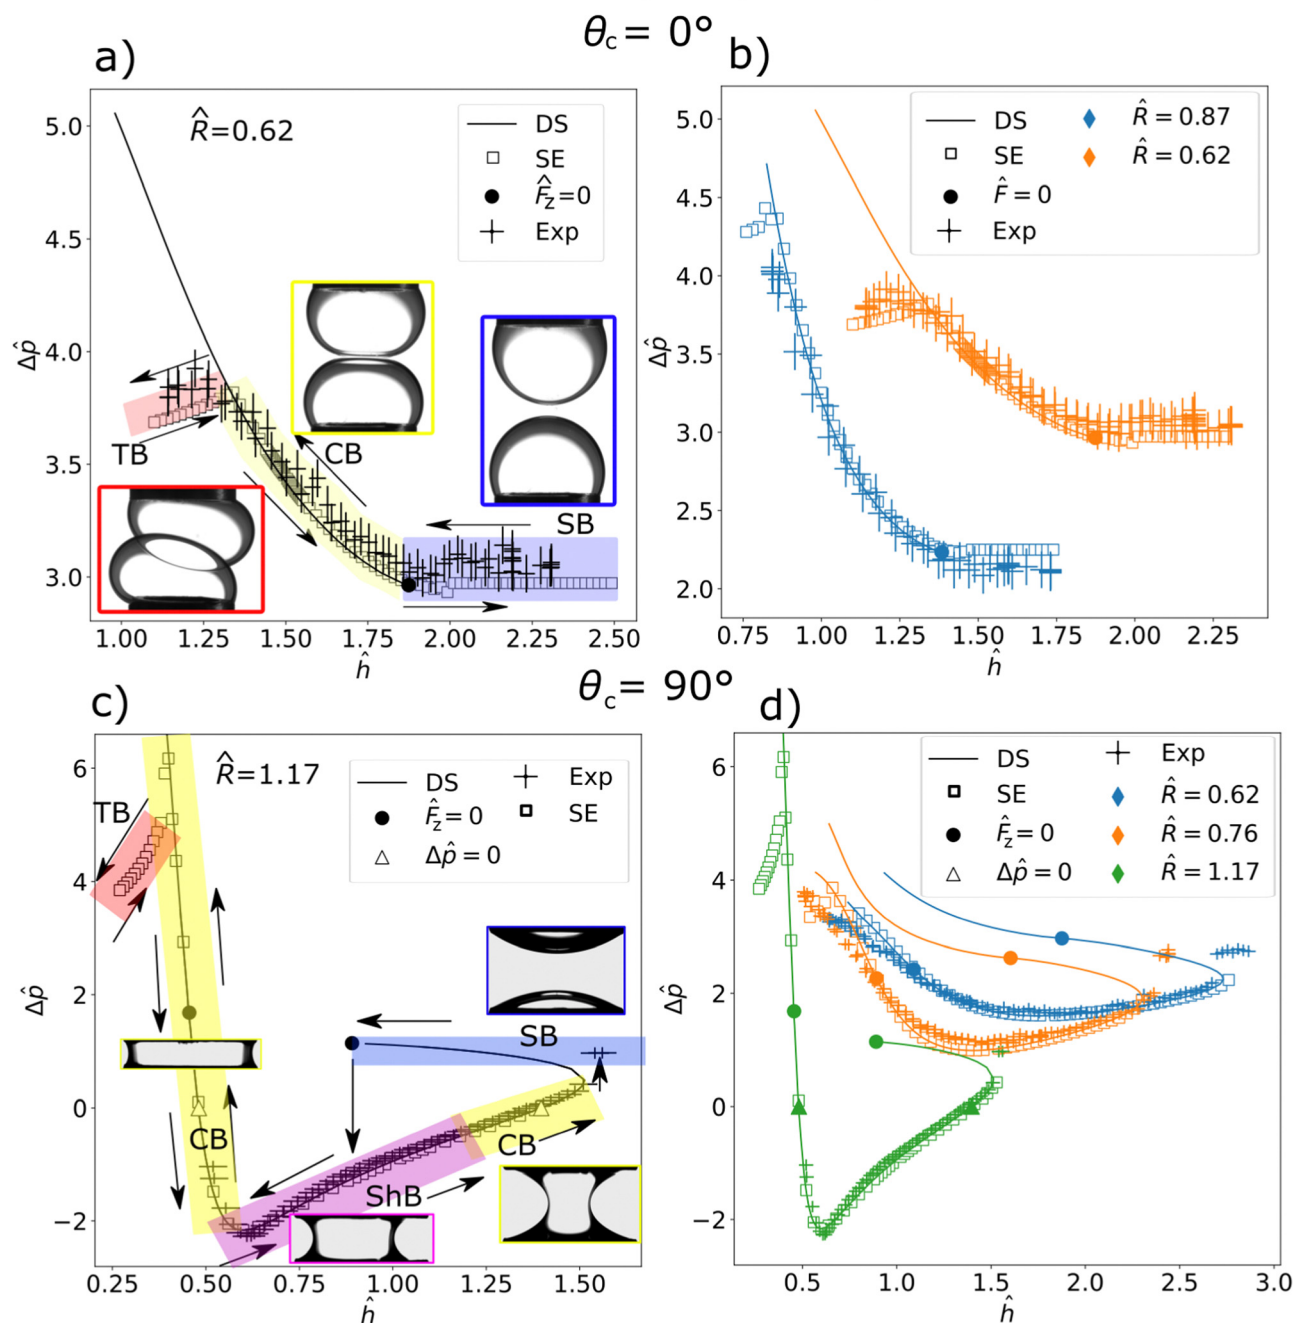 θc = 0°
a)
R̂=0.62
DS
SE
F̂z=0
Exp
5.0
4.5
4.0
3.5
3.0
Δp̂
TB
CB
SB
1.00 1.25 1.50 1.75 2.00 2.25 2.50
ĥ
b)
DS
SE
F̂ = 0
Exp
R̂ = 0.87
R̂ = 0.62
5.0
4.5
4.0
3.5
3.0
2.5
2.0
Δp̂
0.75 1.00 1.25 1.50 1.75 2.00 2.25
ĥ
θc = 90°
c)
R̂=1.17
DS
F̂z=0
Δp̂ = 0
Exp
SE
6
4
2
0
−2
Δp̂
TB
SB
CB
CB
ShB
0.25 0.50 0.75 1.00 1.25 1.50
ĥ
d)
DS
SE
F̂z=0
Δp̂ = 0
Exp
R̂ = 0.62
R̂ = 0.76
R̂ = 1.17
6
4
2
0
−2
Δp̂
0.5 1.0 1.5 2.0 2.5 3.0
ĥ